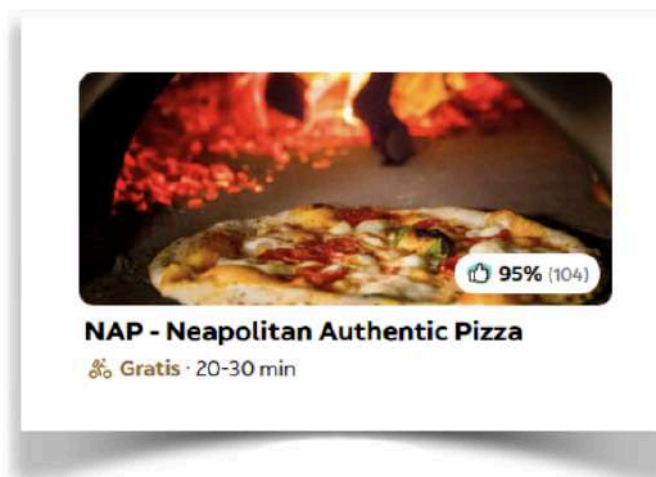 95% (104)
NAP - Neapolitan Authentic Pizza
Gratis · 20-30 min